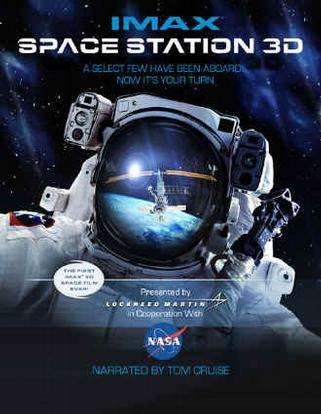 IMAX
SPACE STATION 3D
A SELECT FEW HAVE BEEN ABOARD.
NOW IT'S YOUR TURN
THE FIRST
IMAX® 3D
SPACE FILM
EVER!
Presented by
LOCKHEED MARTIN
in Cooperation With
NASA
NARRATED BY TOM CRUISE